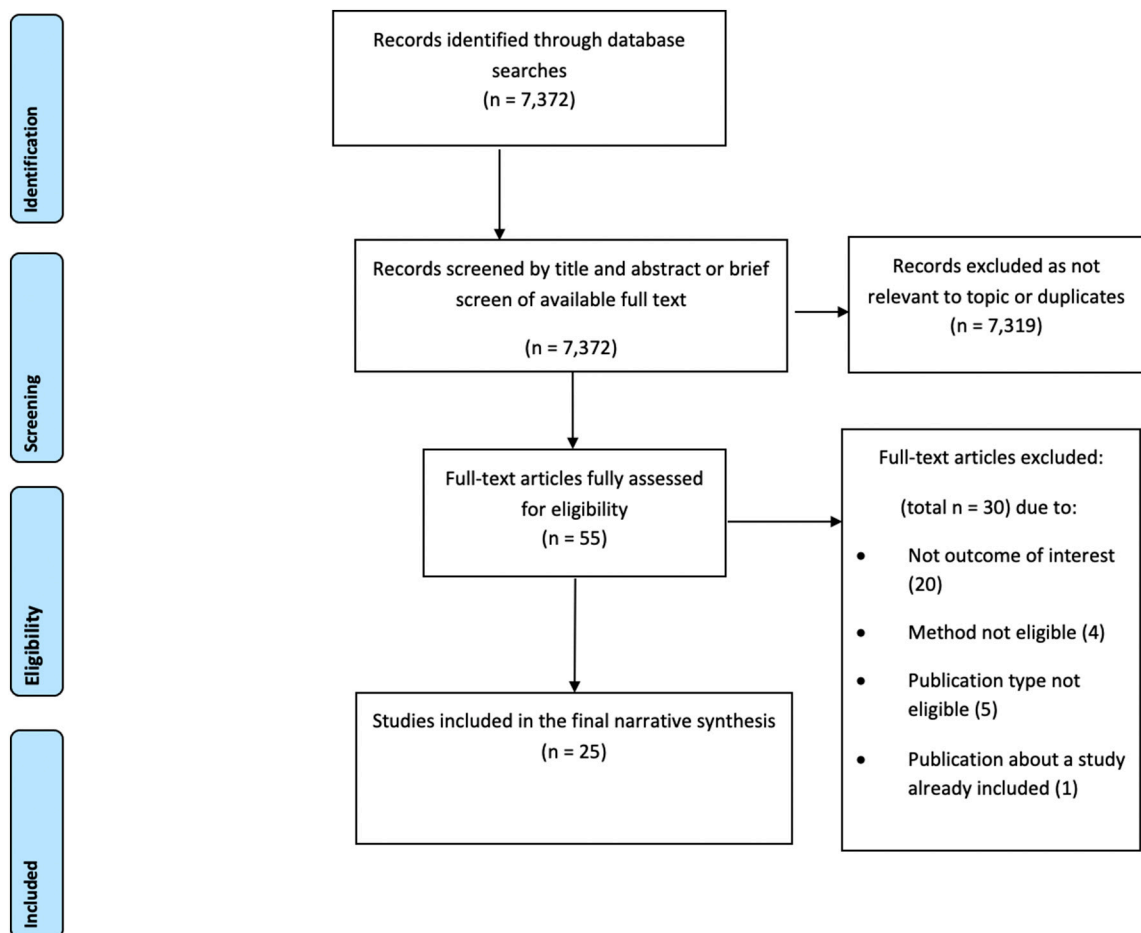 Identification
Records identified through database
searches
(n = 7,372)
Screening
Records screened by title and abstract or brief
screen of available full text
(n = 7,372)
Records excluded as not
relevant to topic or duplicates
(n = 7,319)
Eligibility
Full-text articles fully assessed
for eligibility
(n = 55)
Full-text articles excluded:
(total n = 30) due to:
• Not outcome of interest
(20)
• Method not eligible (4)
• Publication type not
eligible (5)
• Publication about a study
already included (1)
Included
Studies included in the final narrative synthesis
(n = 25)